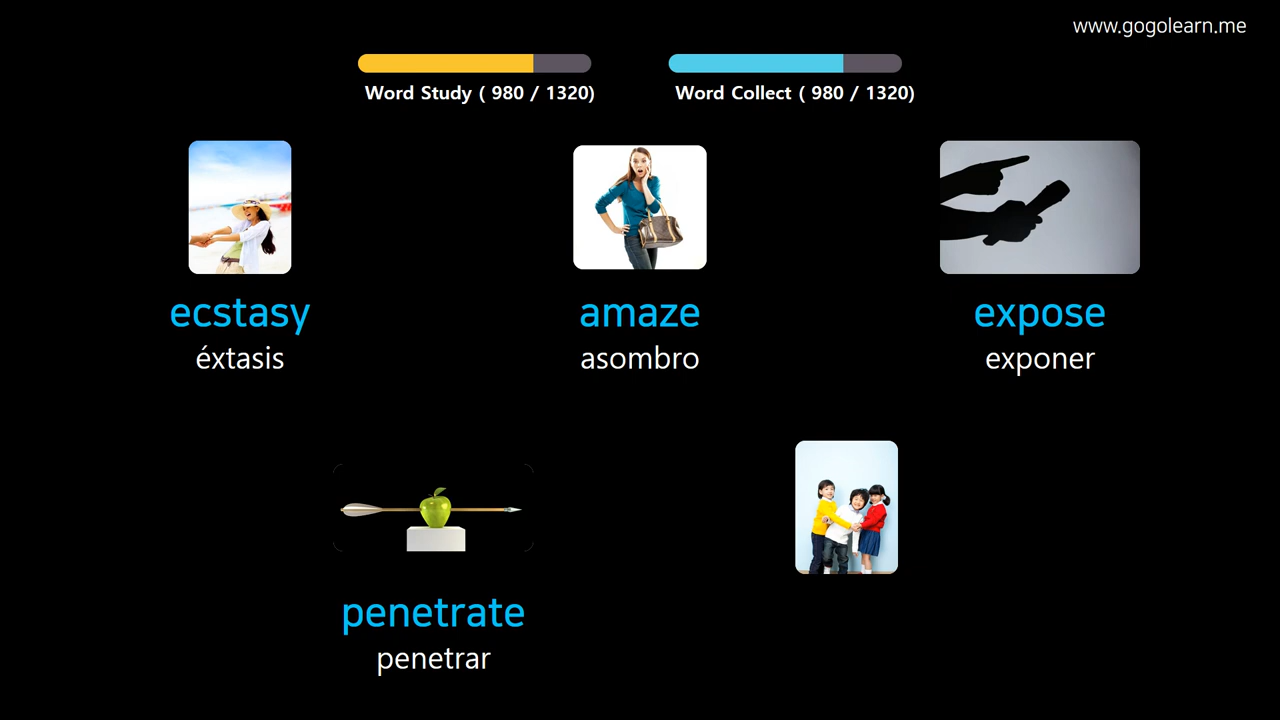 www.gogolearn.me
Word Study ( 980 / 1320)
Word Collect ( 980 / 1320)
ecstasy
éxtasis
amaze
asombro
expose
exponer
penetrate
penetrar